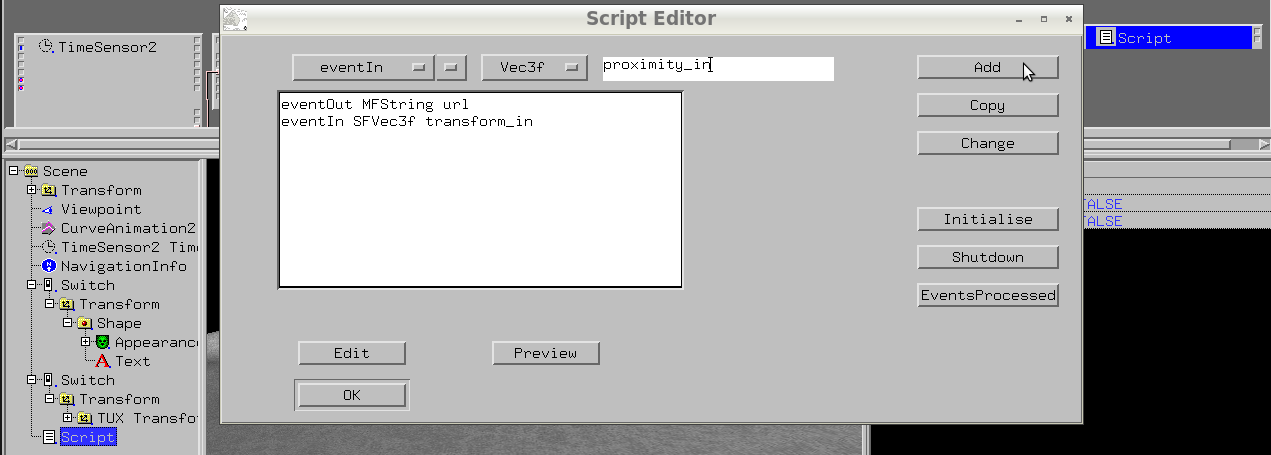 Script Editor
TimeSensor2
Script
eventIn
Vec3f
proximity_in
Add
eventOut MFString url
eventIn SFVec3f transform_in
Copy
Change
Initialise
Shutdown
EventsProcessed
Edit
Preview
OK
Scene
Transform
Viewpoint
CurveAnimation2
TimeSensor2 Tim
NavigationInfo
Switch
Transform
Shape
Appearanc
Text
Switch
Transform
TUX Transfo
Script
ALSE
ALSE